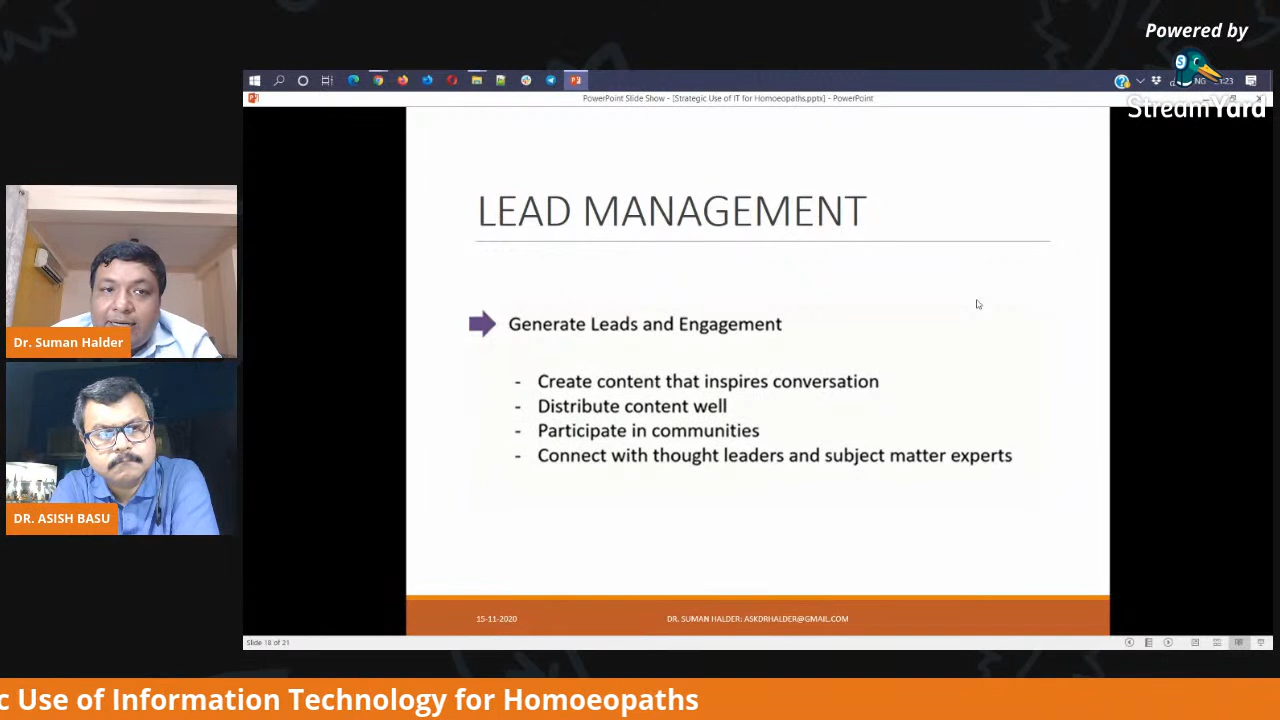 Powered by
StreamYard
PowerPoint Slide Show - [Strategic Use of IT for Homoeopaths.pptx] - PowerPoint
LEAD MANAGEMENT
Generate Leads and Engagement
- Create content that inspires conversation
- Distribute content well
- Participate in communities
- Connect with thought leaders and subject matter experts
Dr. Suman Halder
DR. ASISH BASU
15-11-2020
DR. SUMAN HALDER: ASKDRHALDER@GMAIL.COM
Slide 18 of 21
c Use of Information Technology for Homoeopaths